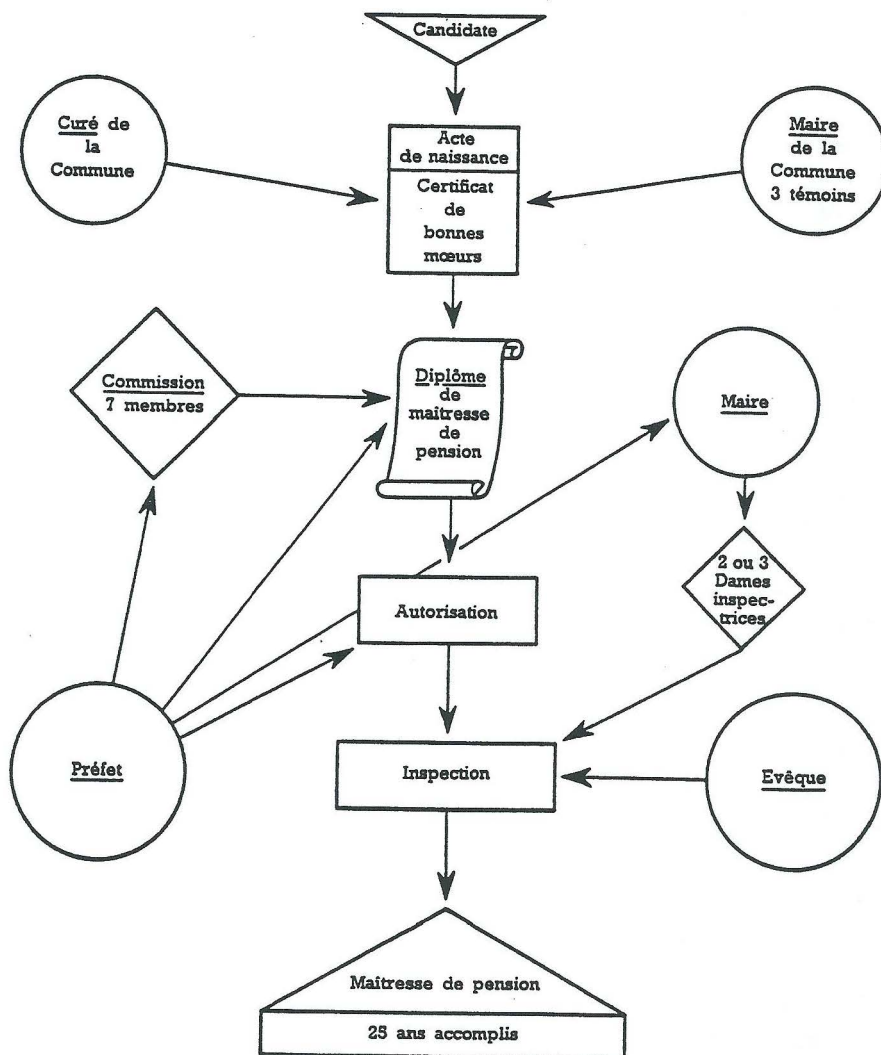 Candidate
Curé de
la
Commune
Acte
de naissance
Certificat
de
bonnes
mœurs
Maire
de la
Commune
3 témoins
Commission
7 membres
Diplôme
de
maîtresse
de
pension
Maire
2 ou 3
Dames
inspec-
trices
Autorisation
Préfet
Inspection
Evêque
Maîtresse de pension
25 ans accomplis